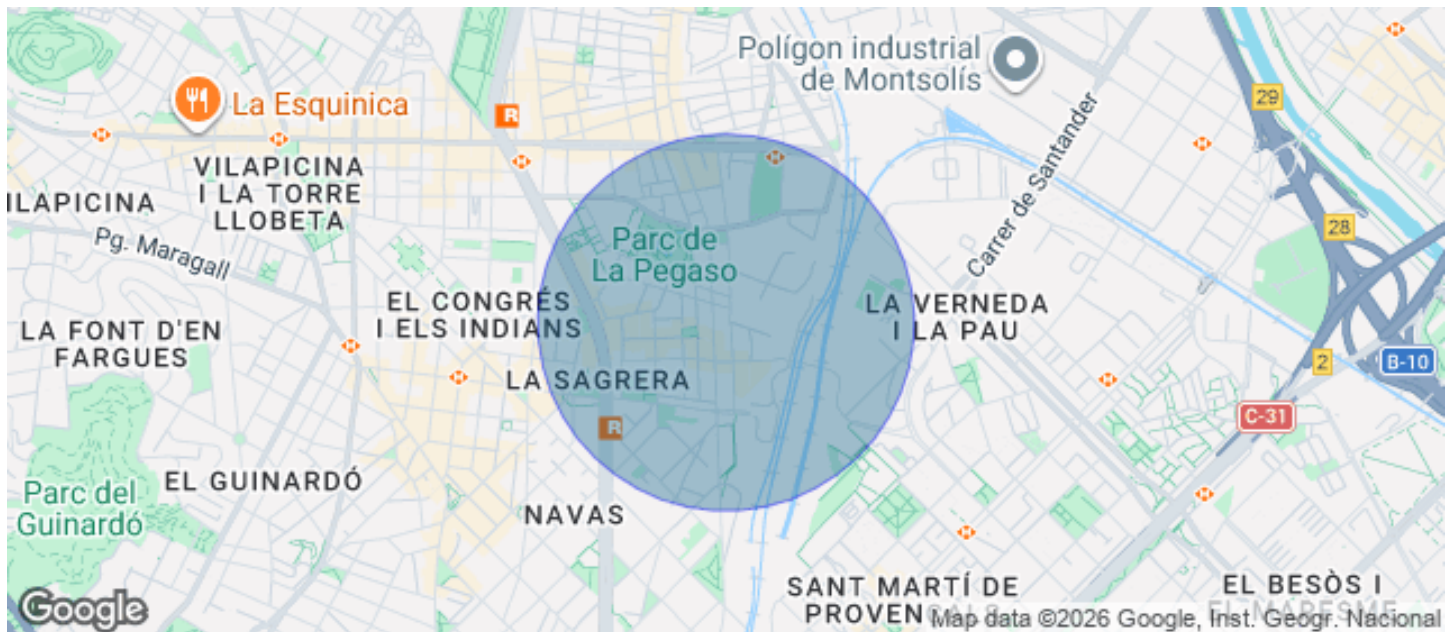 Polígon industrial
de Montsolís
29
La Esquinica
R
VILAPICINA
I LA TORRE
LLOBETA
ILAPICINA
Pg. Maragall
Carrer de Santander
28
Parc de
La Pegaso
EL CONGRÉS
I ELS INDIANS
LA VERNEDA
I LA PAU
LA FONT D'EN
FARGUES
2
B-10
LA SAGRERA
C-31
R
EL GUINARDÓ
Parc del
Guinardó
NAVAS
SANT MARTÍ DE
PROVENÇALS
EL BESÒS I
EL MARESME
Google
Map data ©2026 Google, Inst. Geogr. Nacional